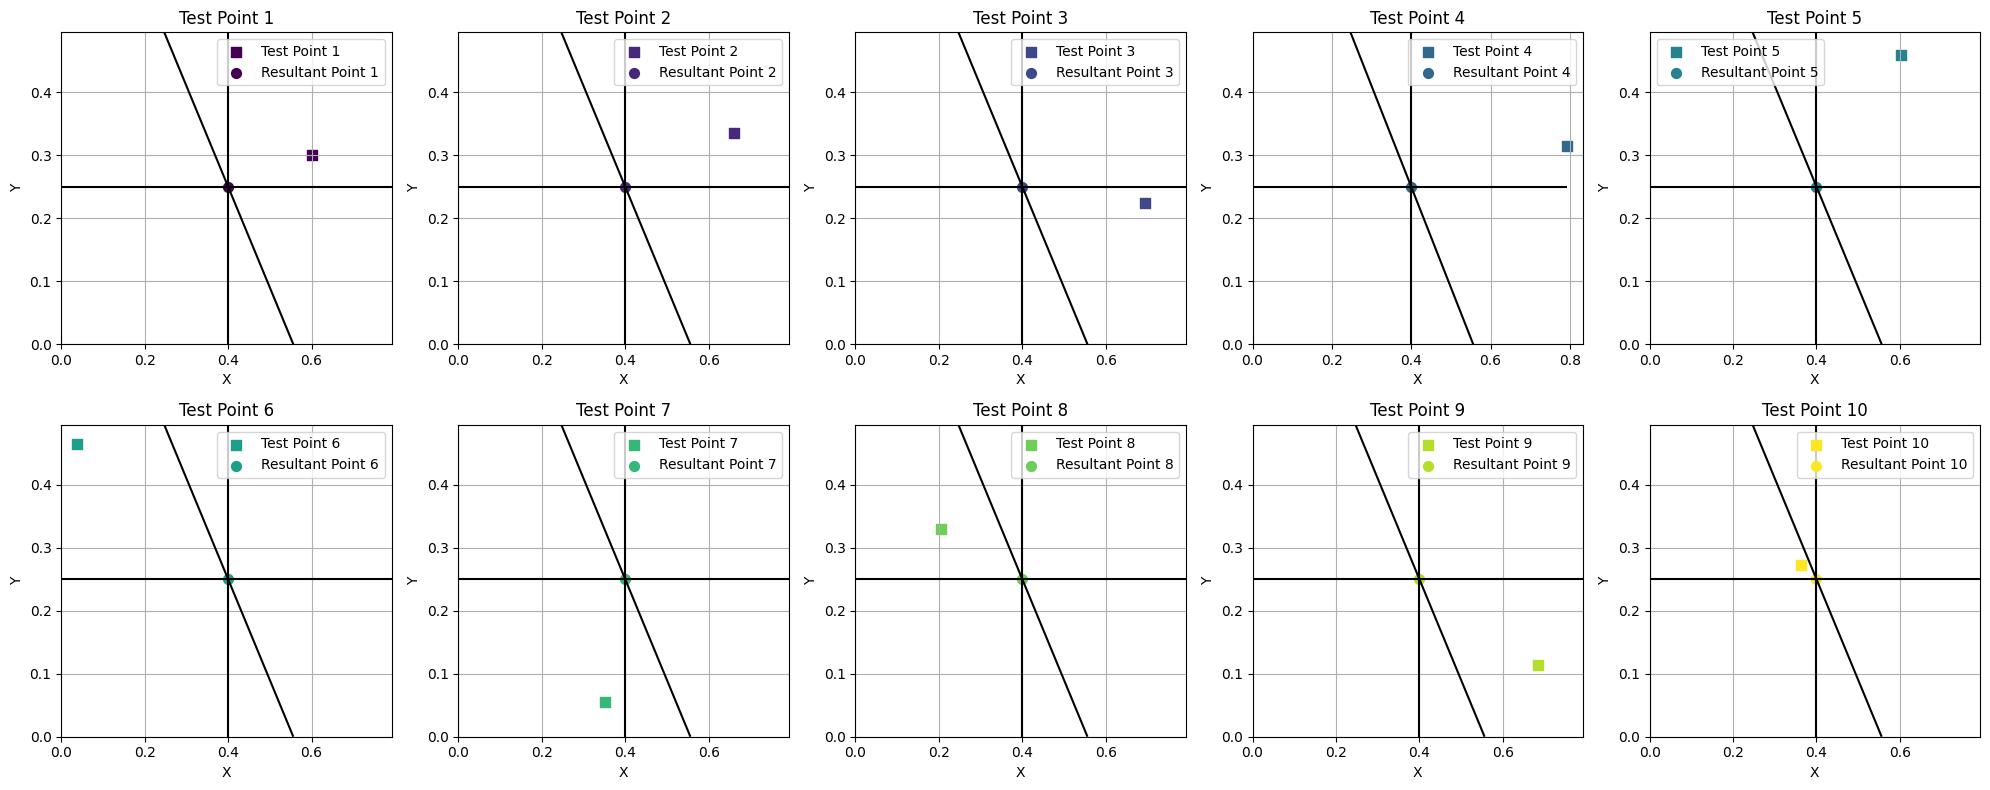 Test Point 1
Test Point 1
Resultant Point 1
0.4
0.3
0.2
0.1
0.0
Y
0.0
0.2
0.4
0.6
X
Test Point 2
Test Point 2
Resultant Point 2
0.4
0.3
0.2
0.1
0.0
Y
0.0
0.2
0.4
0.6
X
Test Point 3
Test Point 3
Resultant Point 3
0.4
0.3
0.2
0.1
0.0
Y
0.0
0.2
0.4
0.6
X
Test Point 4
Test Point 4
Resultant Point 4
0.4
0.3
0.2
0.1
0.0
Y
0.0
0.2
0.4
0.6
0.8
X
Test Point 5
Test Point 5
Resultant Point 5
0.4
0.3
0.2
0.1
0.0
Y
0.0
0.2
0.4
0.6
X
Test Point 6
Test Point 6
Resultant Point 6
0.4
0.3
0.2
0.1
0.0
Y
0.0
0.2
0.4
0.6
X
Test Point 7
Test Point 7
Resultant Point 7
0.4
0.3
0.2
0.1
0.0
Y
0.0
0.2
0.4
0.6
X
Test Point 8
Test Point 8
Resultant Point 8
0.4
0.3
0.2
0.1
0.0
Y
0.0
0.2
0.4
0.6
X
Test Point 9
Test Point 9
Resultant Point 9
0.4
0.3
0.2
0.1
0.0
Y
0.0
0.2
0.4
0.6
X
Test Point 10
Test Point 10
Resultant Point 10
0.4
0.3
0.2
0.1
0.0
Y
0.0
0.2
0.4
0.6
X